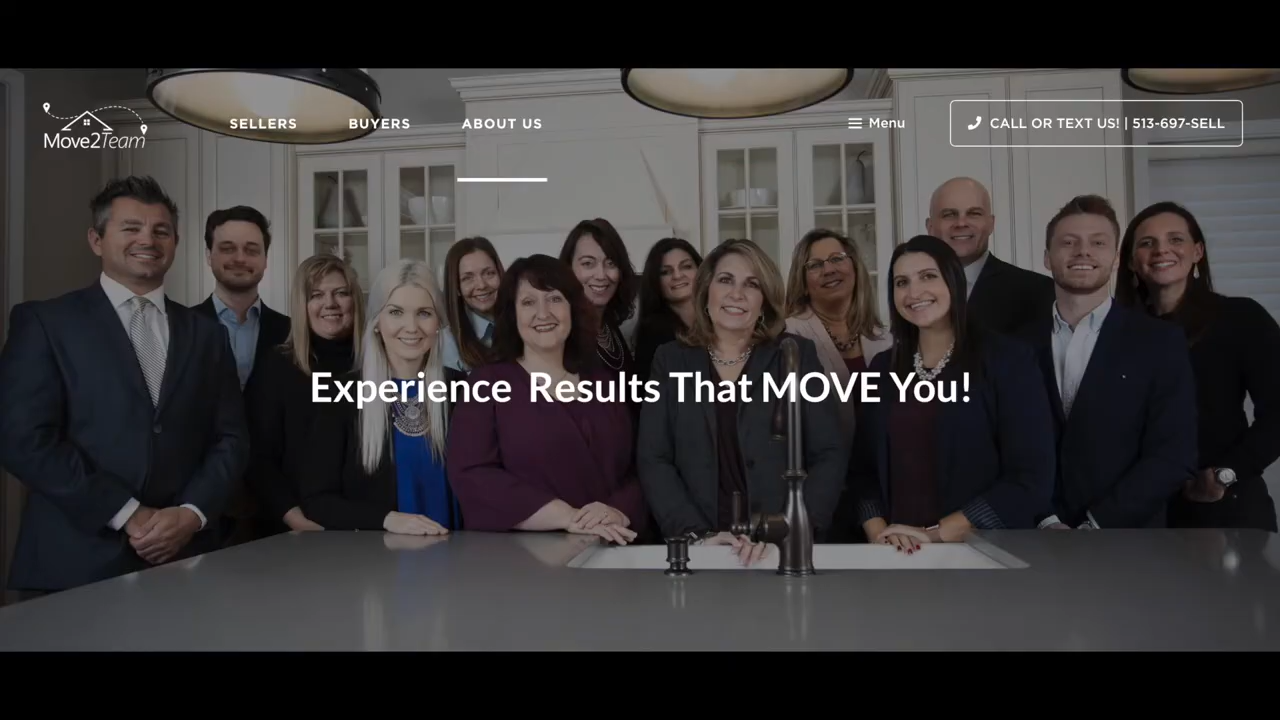 Move2Team
SELLERS
BUYERS
ABOUT US
Menu
CALL OR TEXT US! | 513-697-SELL
Experience Results That MOVE You!